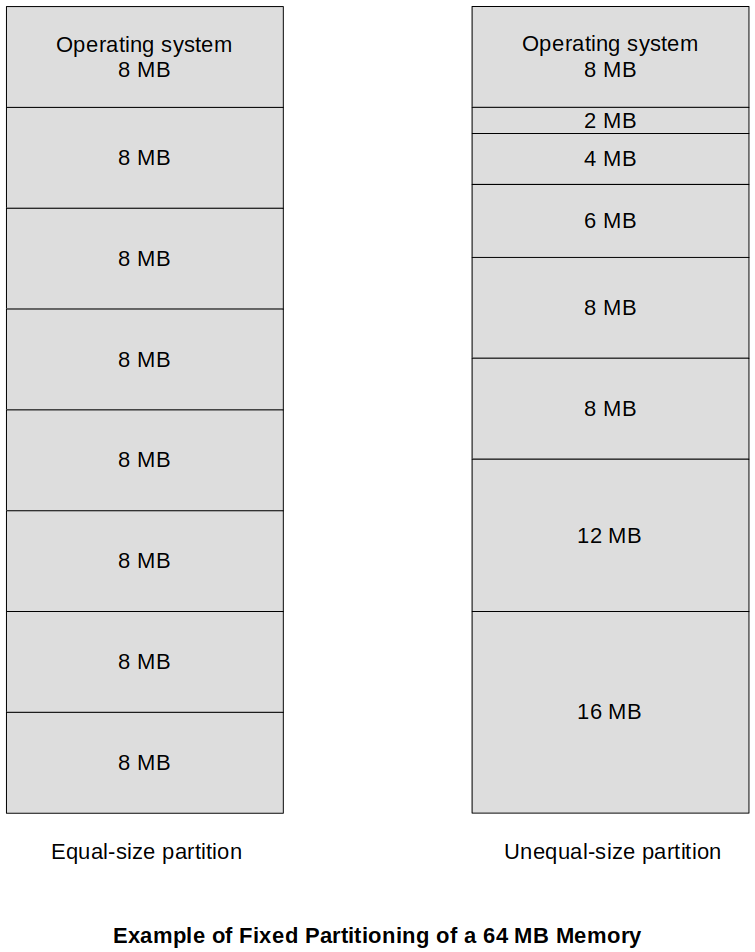 Operating system
8 MB
8 MB
8 MB
8 MB
8 MB
8 MB
8 MB
8 MB
Equal-size partition
Operating system
8 MB
2 MB
4 MB
6 MB
8 MB
8 MB
12 MB
16 MB
Unequal-size partition
Example of Fixed Partitioning of a 64 MB Memory